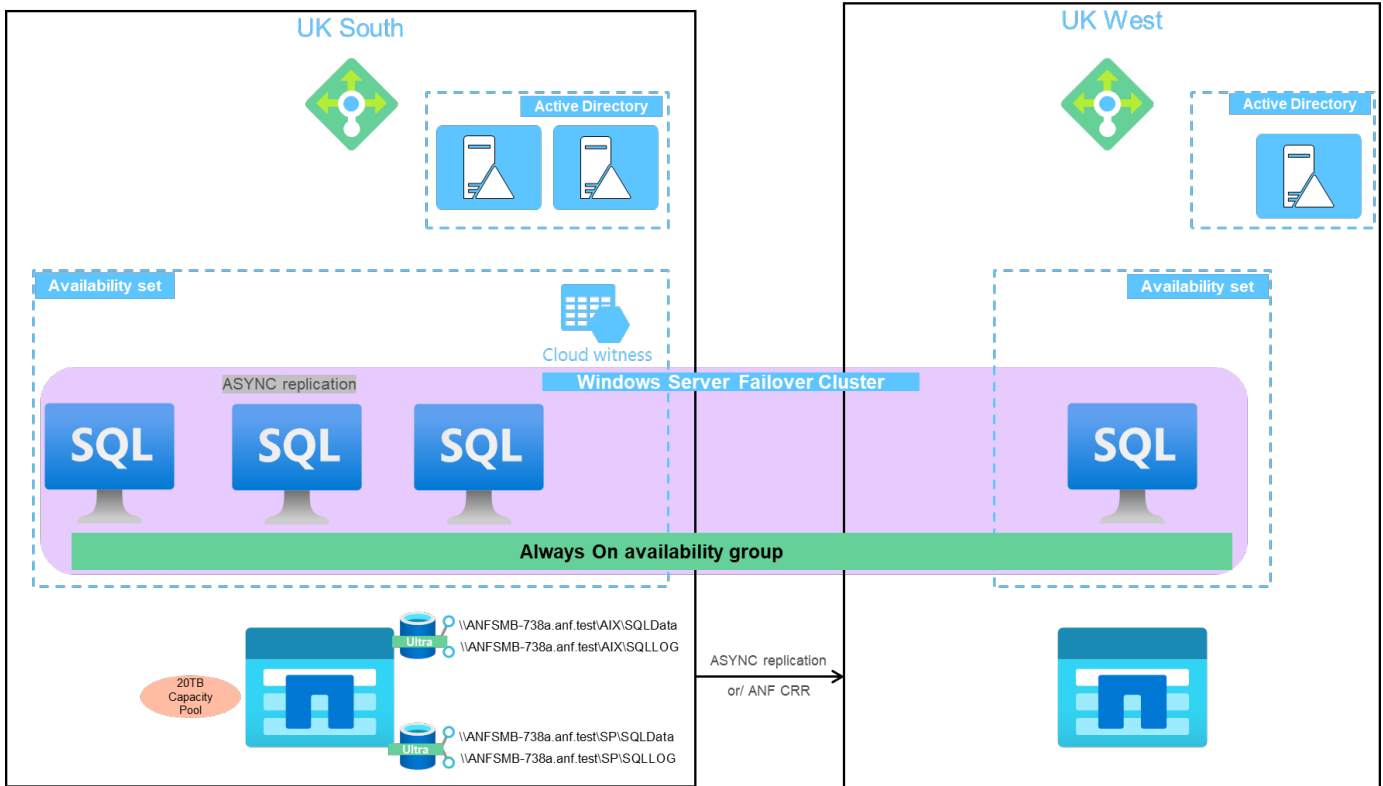 UK South
UK West
Active Directory
Active Directory
Availability set
Availability set
Cloud witness
ASYNC replication
Windows Server Failover Cluster
SQL
SQL
SQL
SQL
Always On availability group
\\ANFSMB-738a.anf.test\AIX\SQLData
Ultra
\\ANFSMB-738a.anf.test\AIX\SQLLOG
ASYNC replication
or/ ANF CRR
20TB
Capacity
Pool
\\ANFSMB-738a.anf.test\SP\SQLData
Ultra
\\ANFSMB-738a.anf.test\SP\SQLLOG